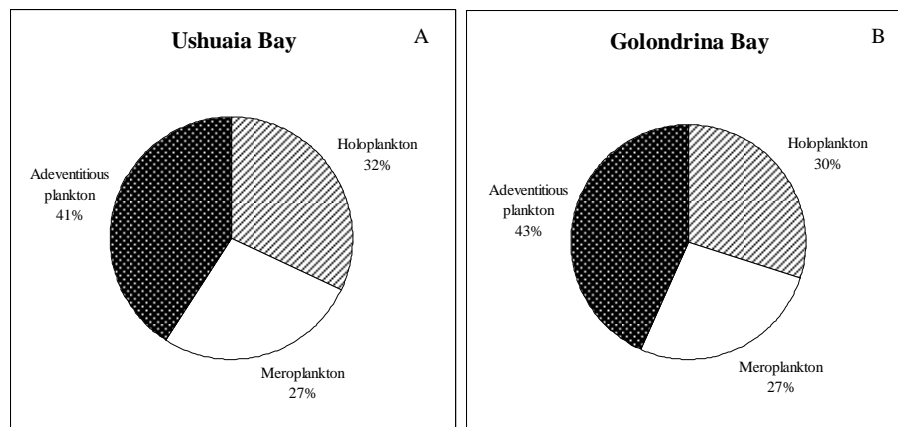 Ushuaia Bay
A
Holoplankton
32%
Adeventitious
plankton
41%
Meroplankton
27%
Golondrina Bay
B
Holoplankton
30%
Adeventitious
plankton
43%
Meroplankton
27%